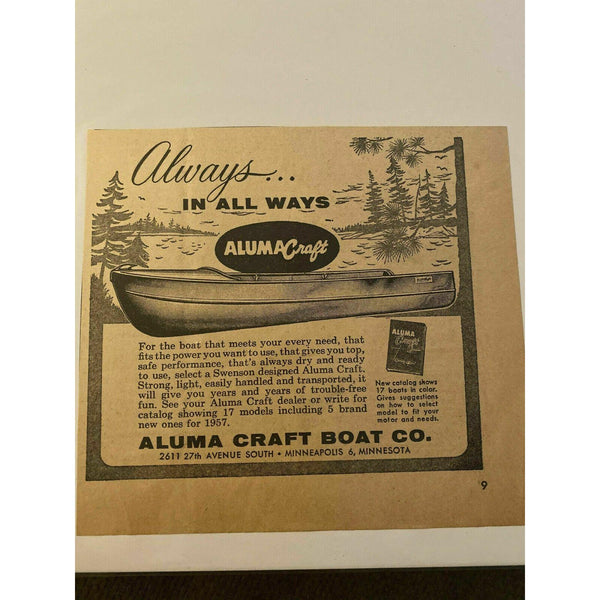 Always...
IN ALL WAYS
ALUMACraft
For the boat that meets your every need, that
fits the power you want to use, that gives you top,
safe performance, that's always dry and ready
to use, select a Swenson designed Aluma Craft.
Strong, light, easily handled and transported, it
will give you years and years of trouble-free
fun. See your Aluma Craft dealer or write for
catalog showing 17 models including 5 brand
new ones for 1957.
ALUMA
New catalog shows
17 boats in color.
Gives suggestions
on how to select
model to fit your
motor and needs.
ALUMA CRAFT BOAT CO.
2611 27th AVENUE SOUTH • MINNEAPOLIS 6, MINNESOTA
9